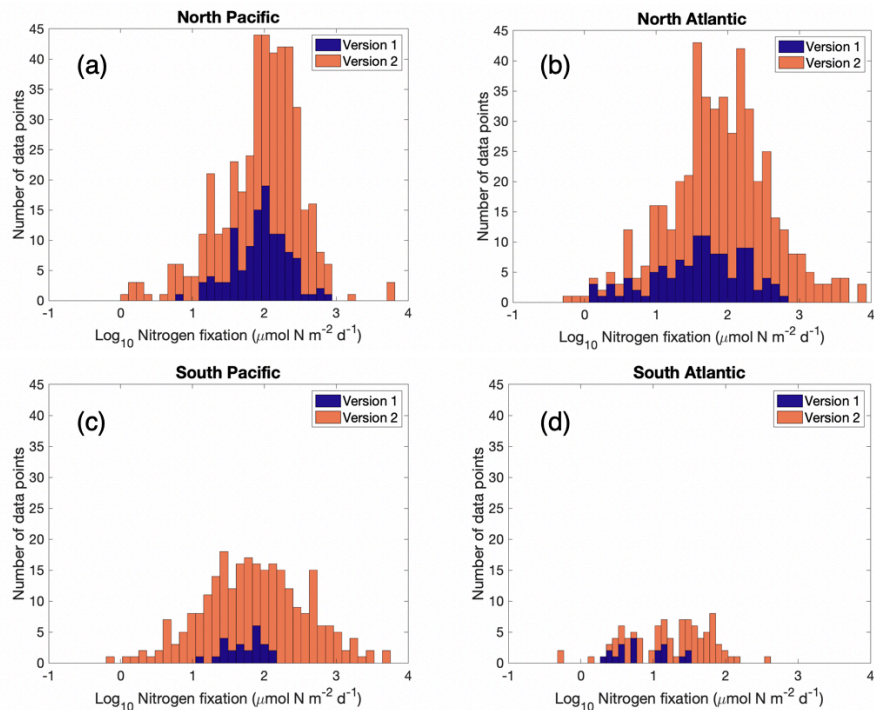 North Pacific
(a)
Version 1
Version 2
Number of data points
45
40
35
30
25
20
15
10
5
0
-1 0 1 2 3 4
Log10 Nitrogen fixation (μmol N m-2 d-1)
North Atlantic
(b)
Version 1
Version 2
Number of data points
45
40
35
30
25
20
15
10
5
0
-1 0 1 2 3 4
Log10 Nitrogen fixation (μmol N m-2 d-1)
South Pacific
(c)
Version 1
Version 2
Number of data points
45
40
35
30
25
20
15
10
5
0
-1 0 1 2 3 4
Log10 Nitrogen fixation (μmol N m-2 d-1)
South Atlantic
(d)
Version 1
Version 2
Number of data points
45
40
35
30
25
20
15
10
5
0
-1 0 1 2 3 4
Log10 Nitrogen fixation (μmol N m-2 d-1)